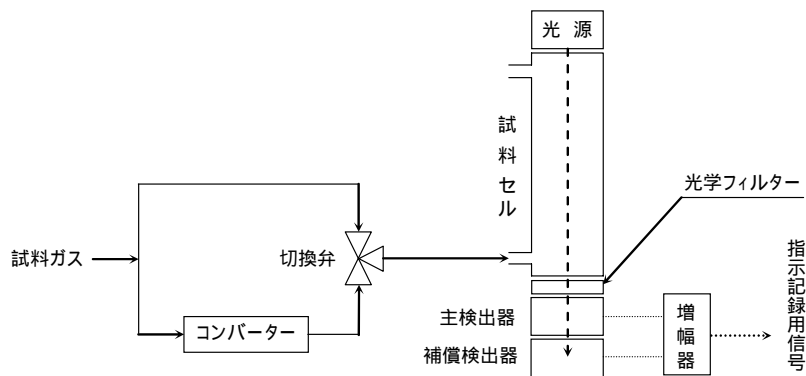 光 源
試料セル
光学フィルター
試料ガス
切換弁
コンバーター
主検出器
補償検出器
増幅器
指示記録用信号